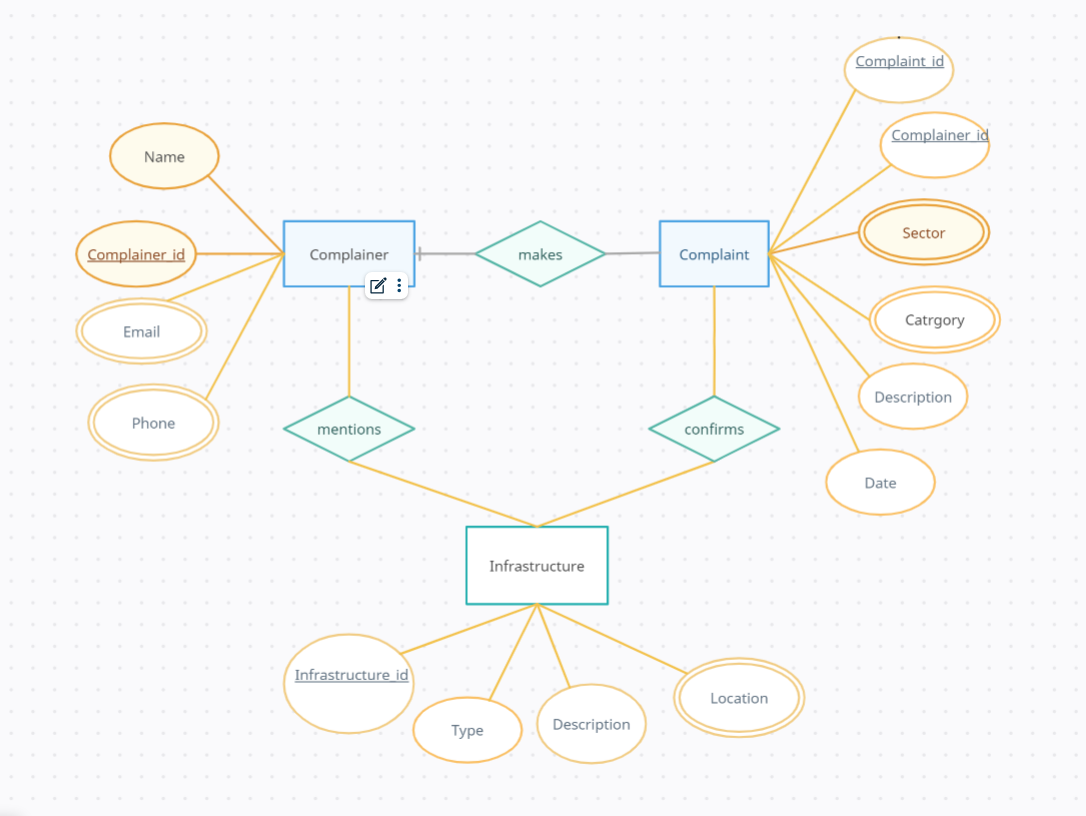 Complaint_id
Complainer_id
Name
Sector
Complainer_id
Complainer
makes
Complaint
Email
Catrgory
Description
Phone
mentions
confirms
Date
Infrastructure
Infrastructure_id
Type
Description
Location